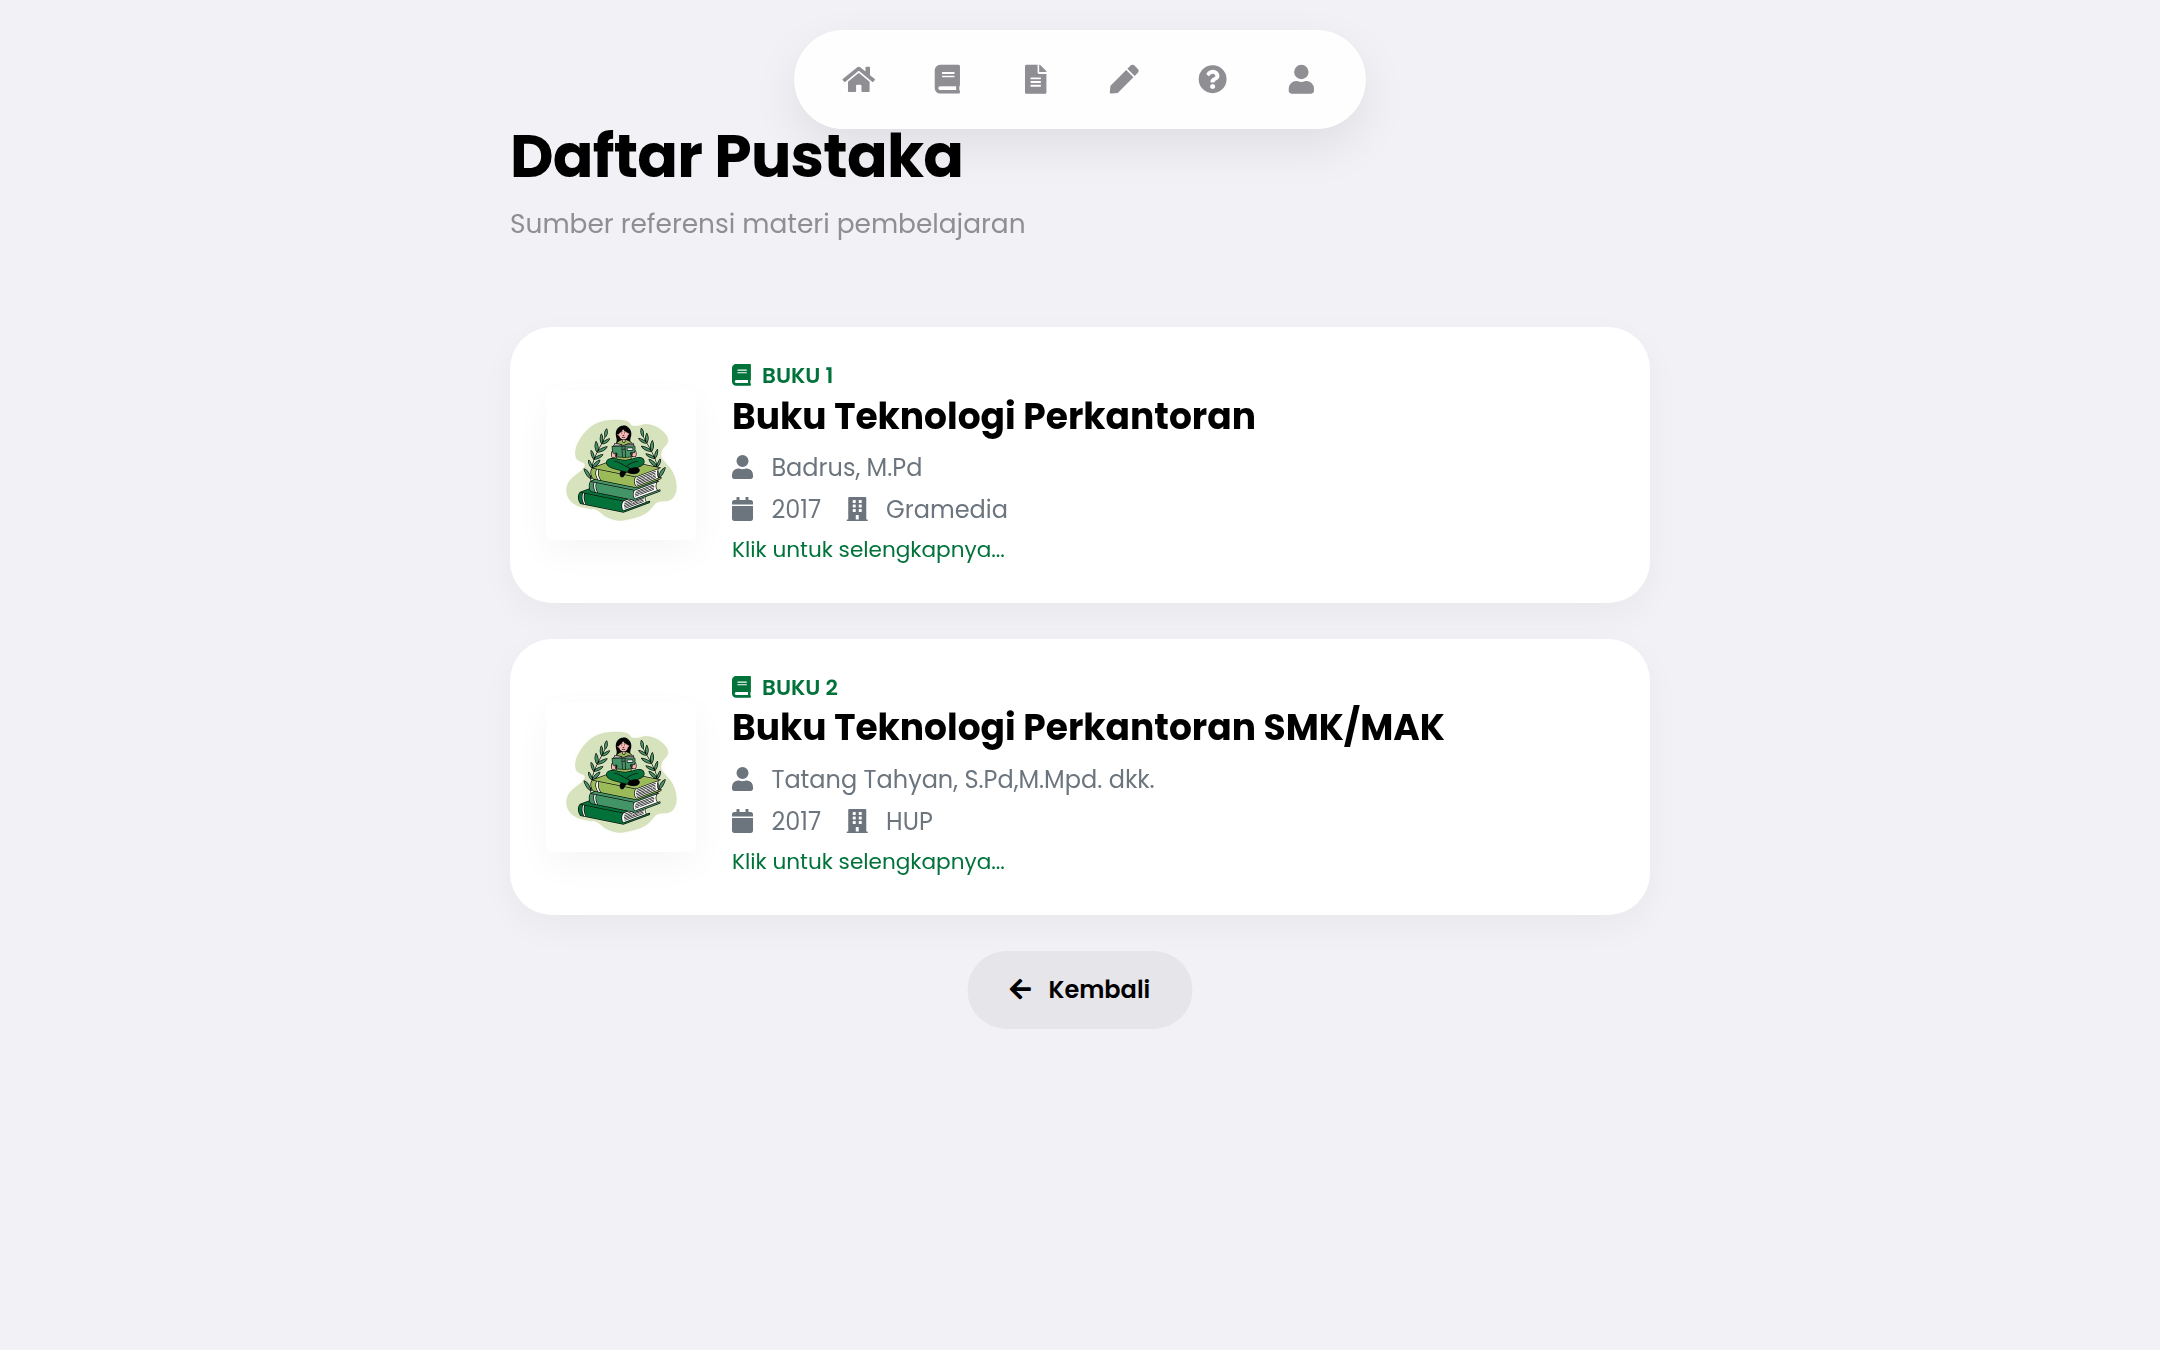 Daftar Pustaka
Sumber referensi materi pembelajaran
BUKU 1
Buku Teknologi Perkantoran
Badrus, M.Pd
2017 Gramedia
Klik untuk selengkapnya...
BUKU 2
Buku Teknologi Perkantoran SMK/MAK
Tatang Tahyan, S.Pd,M.Mpd. dkk.
2017 HUP
Klik untuk selengkapnya...
Kembali